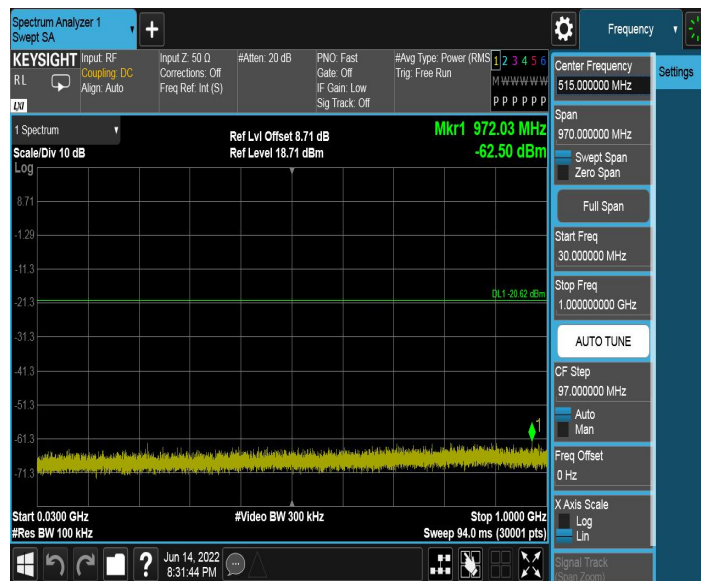 Spectrum Analyzer 1
Swept SA
+
Frequency
KEYSIGHT
RL
LXI
Input: RF
Coupling: DC
Align: Auto
Input Z: 50 Ω
Corrections: Off
Freq Ref: Int (S)
#Atten: 20 dB
PNO: Fast
Gate: Off
IF Gain: Low
Sig Track: Off
#Avg Type: Power (RMS
Trig: Free Run
1 2 3 4 5 6
M W W W W W
P P P P P P
1 Spectrum
Scale/Div 10 dB
Ref Lvl Offset 8.71 dB
Ref Level 18.71 dBm
Mkr1 972.03 MHz
-62.50 dBm
Log
8.71
-1.29
-11.3
-21.3
-31.3
-41.3
-51.3
-61.3
-71.3
DL1 -20.62 dBm
1
Start 0.0300 GHz
#Res BW 100 kHz
#Video BW 300 kHz
Stop 1.0000 GHz
Sweep 94.0 ms (30001 pts)
?
Jun 14, 2022
8:31:44 PM
Center Frequency
515.000000 MHz
Span
970.000000 MHz
Swept Span
Zero Span
Full Span
Start Freq
30.000000 MHz
Stop Freq
1.000000000 GHz
AUTO TUNE
CF Step
97.000000 MHz
Auto
Man
Freq Offset
0 Hz
X Axis Scale
Log
Lin
Signal Track
(Span Zoom)
Settings